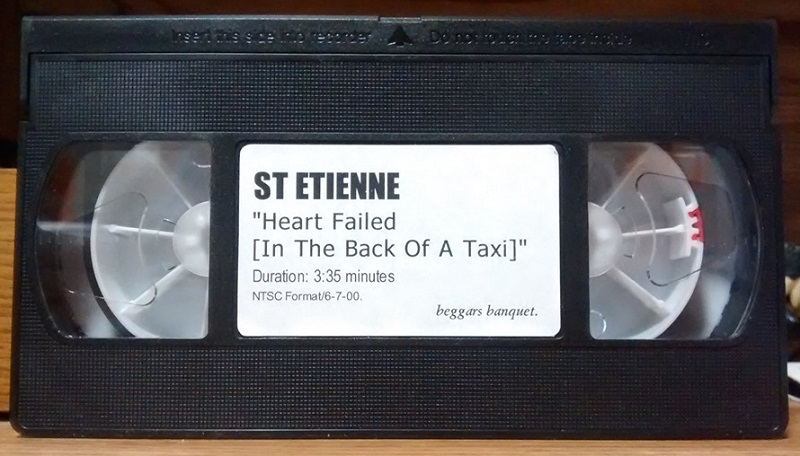 Insert this side into recorder Do not touch the tape inside
ST ETIENNE
"Heart Failed
[In The Back Of A Taxi]"
Duration: 3:35 minutes
NTSC Format/6-7-00.
beggars banquet.